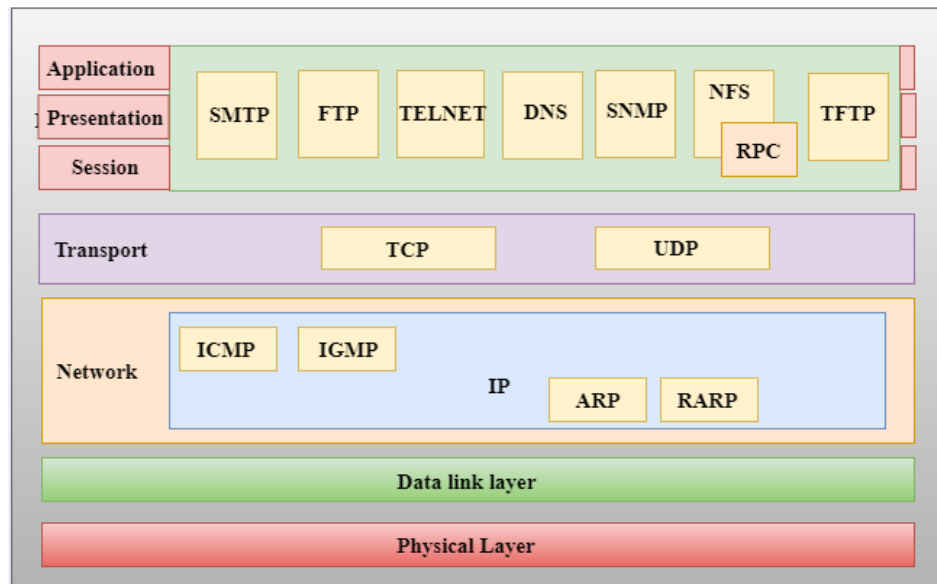 Application
Presentation
Session
SMTP
FTP
TELNET
DNS
SNMP
NFS
RPC
TFTP
Transport
TCP
UDP
Network
ICMP
IGMP
IP
ARP
RARP
Data link layer
Physical Layer